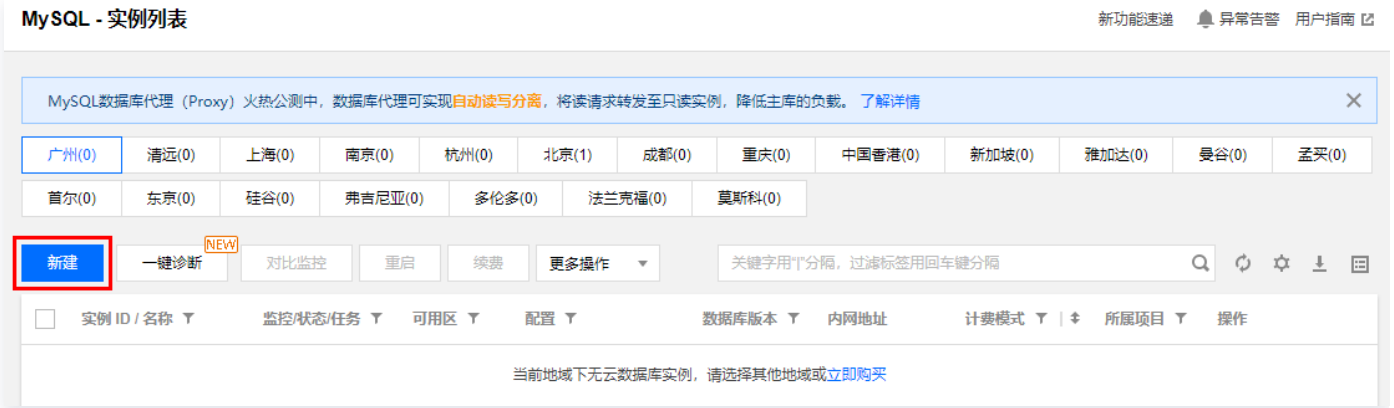 MySQL - 实例列表 新功能速递 异常告警 用户指南
MySQL数据库代理（Proxy）火热公测中，数据库代理可实现自动读写分离，将读请求转发至只读实例，降低主库的负载。 了解详情
广州(0) 清远(0) 上海(0) 南京(0) 杭州(0) 北京(1) 成都(0) 重庆(0) 中国香港(0) 新加坡(0) 雅加达(0) 曼谷(0) 孟买(0)
首尔(0) 东京(0) 硅谷(0) 弗吉尼亚(0) 多伦多(0) 法兰克福(0) 莫斯科(0)
新建 一键诊断 NEW 对比监控 重启 续费 更多操作 关键字用“|”分隔，过滤标签用回车键分隔
实例 ID / 名称 监控/状态/任务 可用区 配置 数据库版本 内网地址 计费模式 所属项目 操作
当前地域下无云数据库实例，请选择其他地域或立即购买